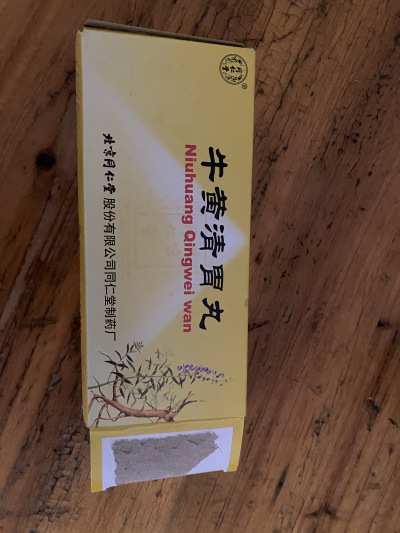 牛黄清胃丸
Niuhuang Qingwei wan
北京同仁堂 股份有限公司同仁堂制药厂